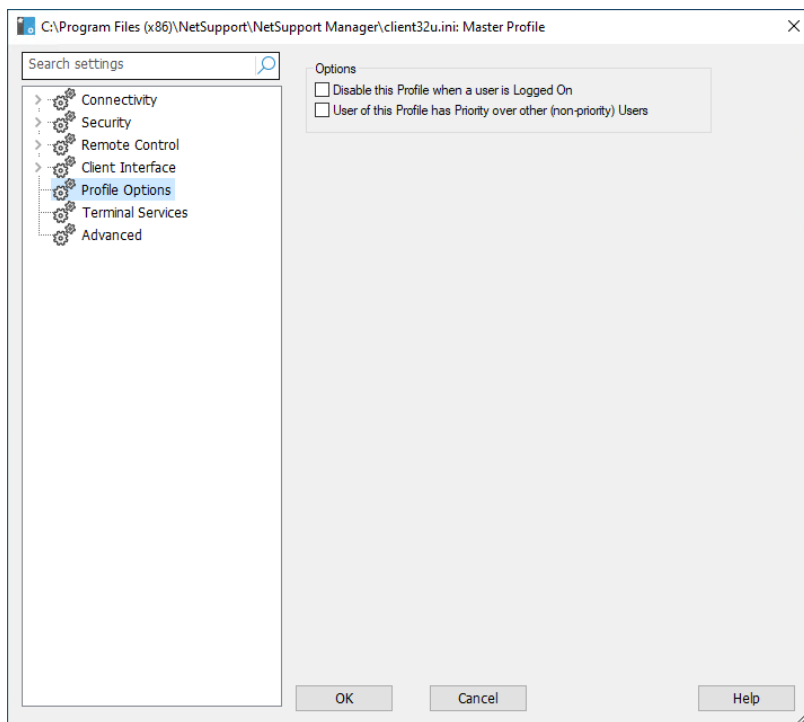 C:\Program Files (x86)\NetSupport\NetSupport Manager\client32u.ini: Master Profile
Search settings
Connectivity
Security
Remote Control
Client Interface
Profile Options
Terminal Services
Advanced
Options
Disable this Profile when a user is Logged On
User of this Profile has Priority over other (non-priority) Users
OK
Cancel
Help